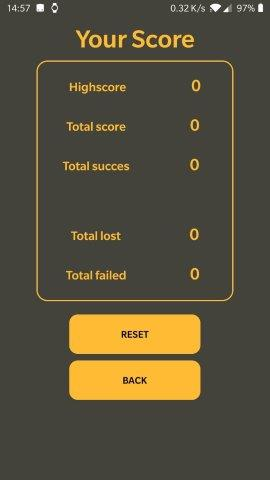 14:57 0.32 K/s 97%
Your Score
Highscore 0
Total score 0
Total succes 0
Total lost 0
Total failed 0
RESET
BACK